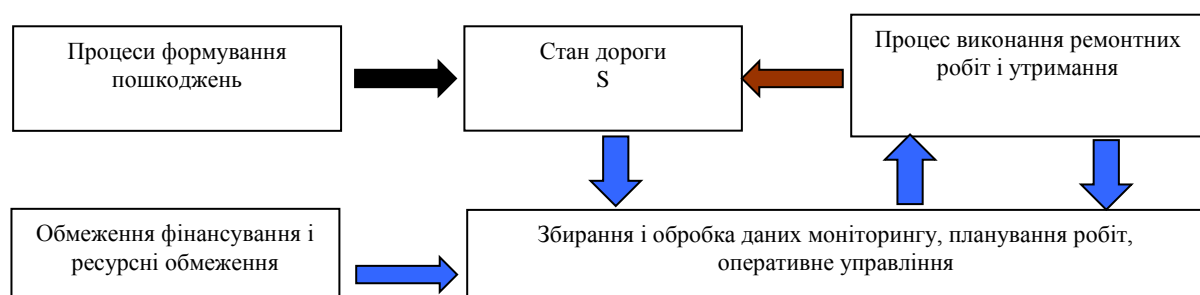 Процеси формування
пошкоджень
Стан дороги
S
Процес виконання ремонтних
робіт і утримання
Обмеження фінансування і
ресурсні обмеження
Збирання і обробка даних моніторингу, планування робіт,
оперативне управління